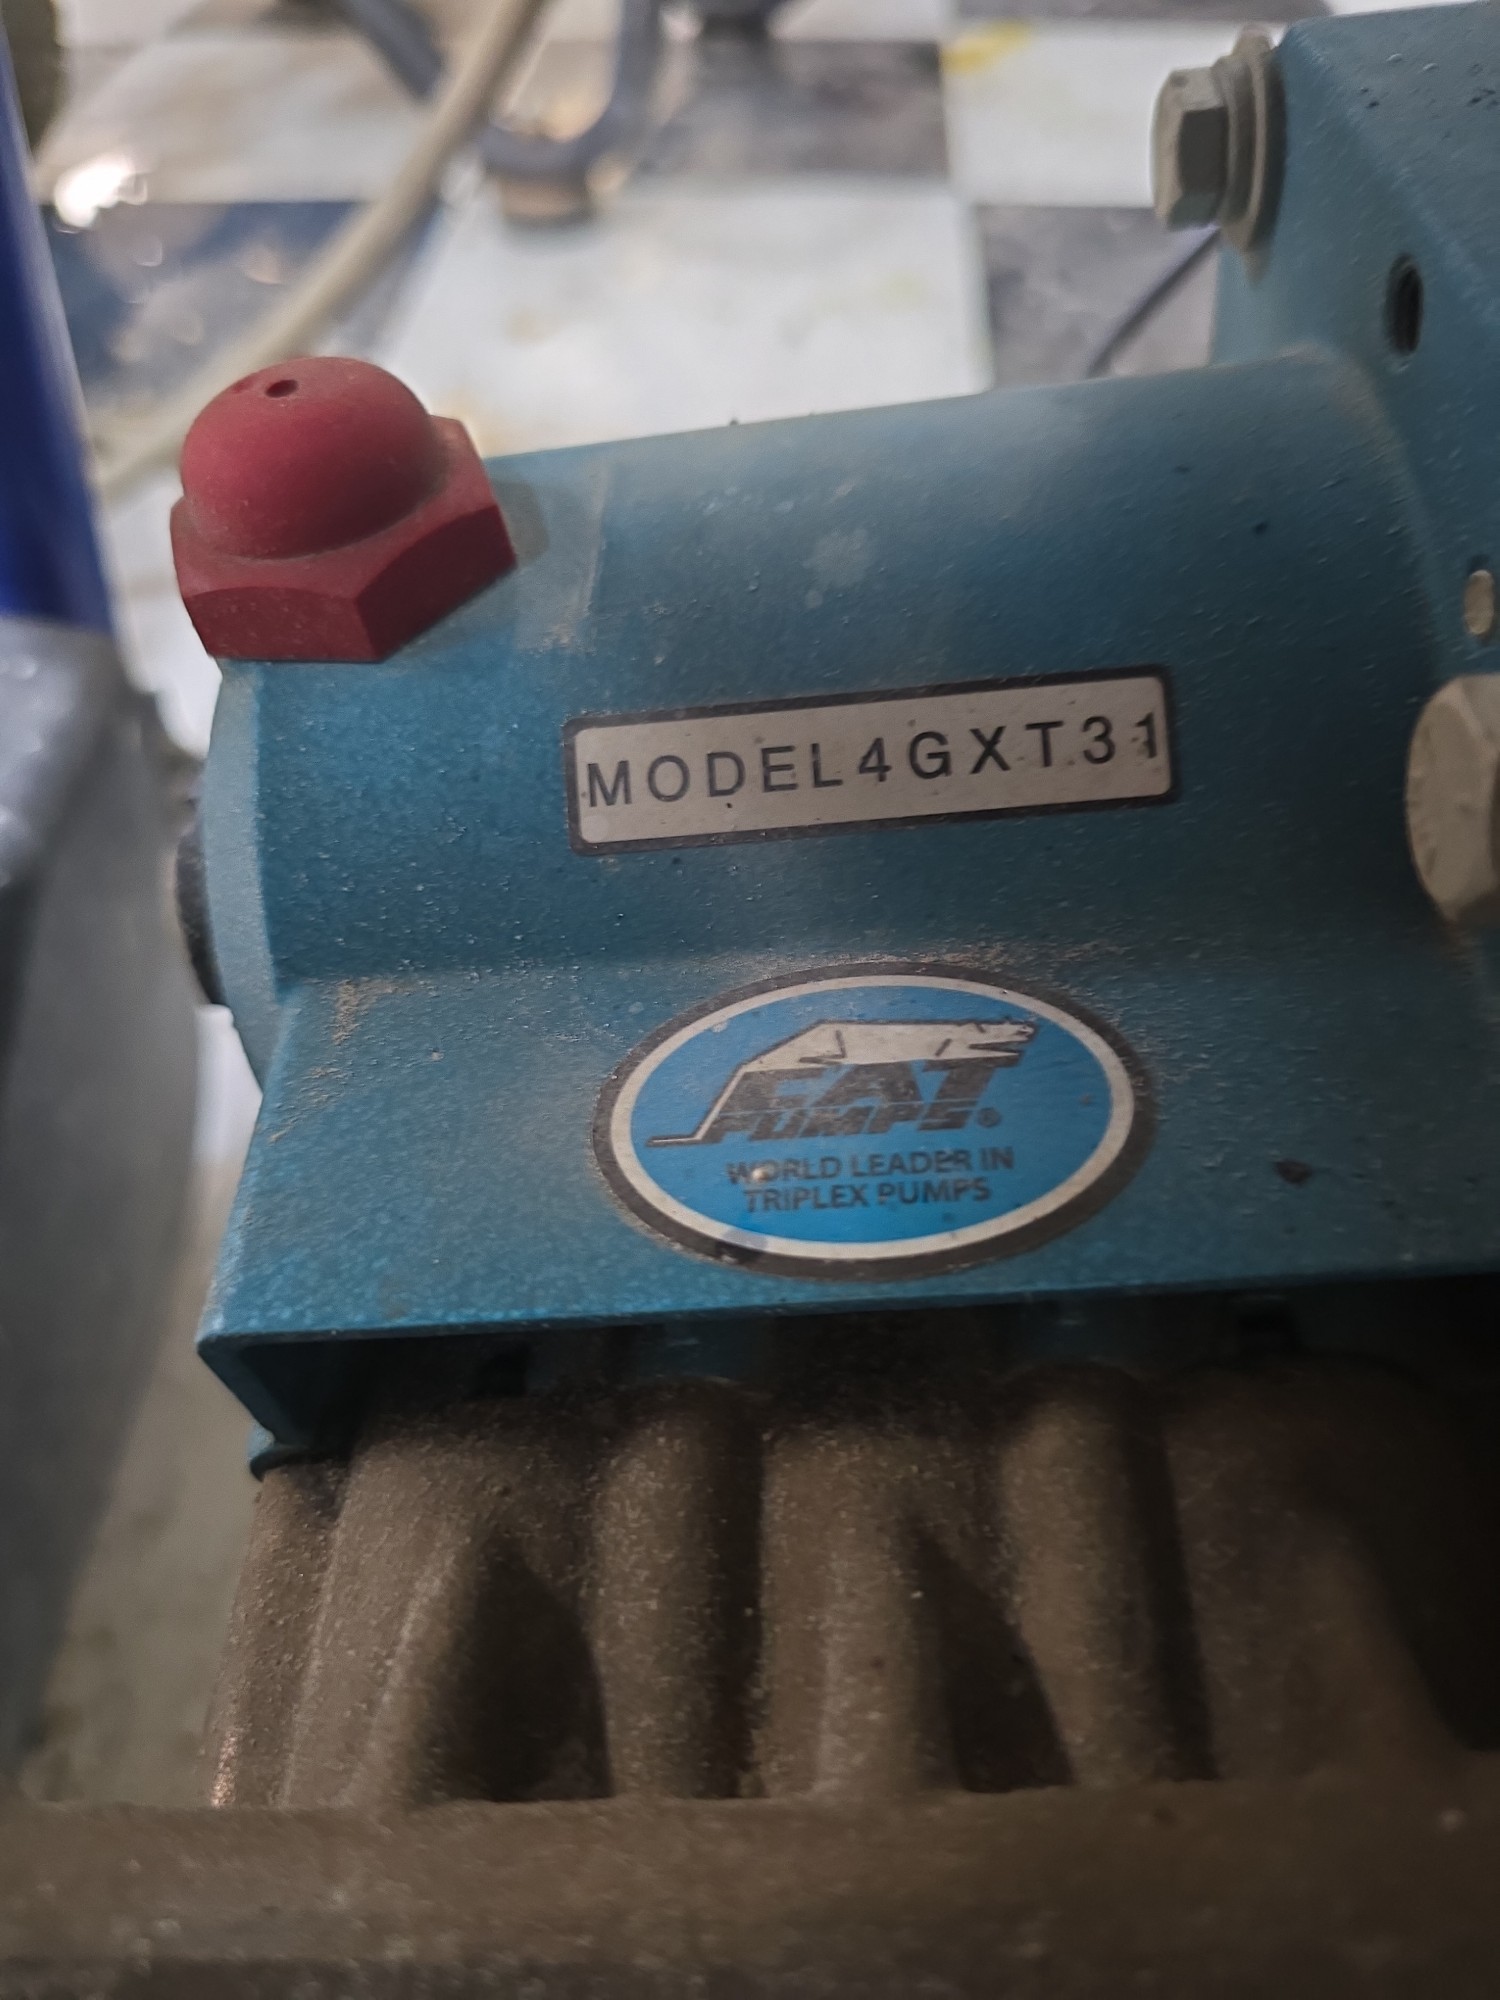 MODEL4GXT31
CAT
PUMPS®
WORLD LEADER IN
TRIPLEX PUMPS